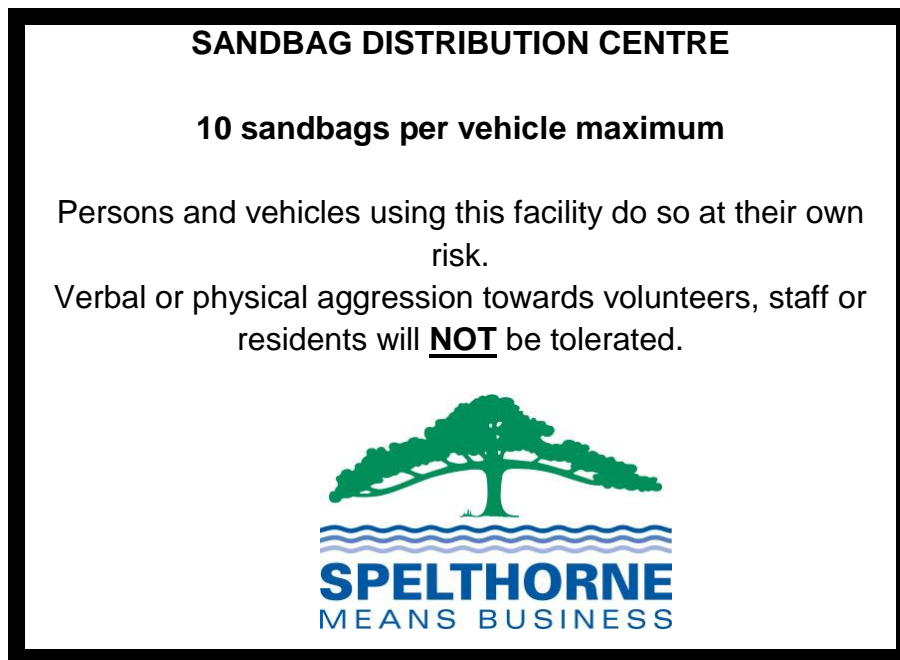 SANDBAG DISTRIBUTION CENTRE
10 sandbags per vehicle maximum
Persons and vehicles using this facility do so at their own
risk.
Verbal or physical aggression towards volunteers, staff or
residents will NOT be tolerated.
SPELTHORNE
MEANS BUSINESS